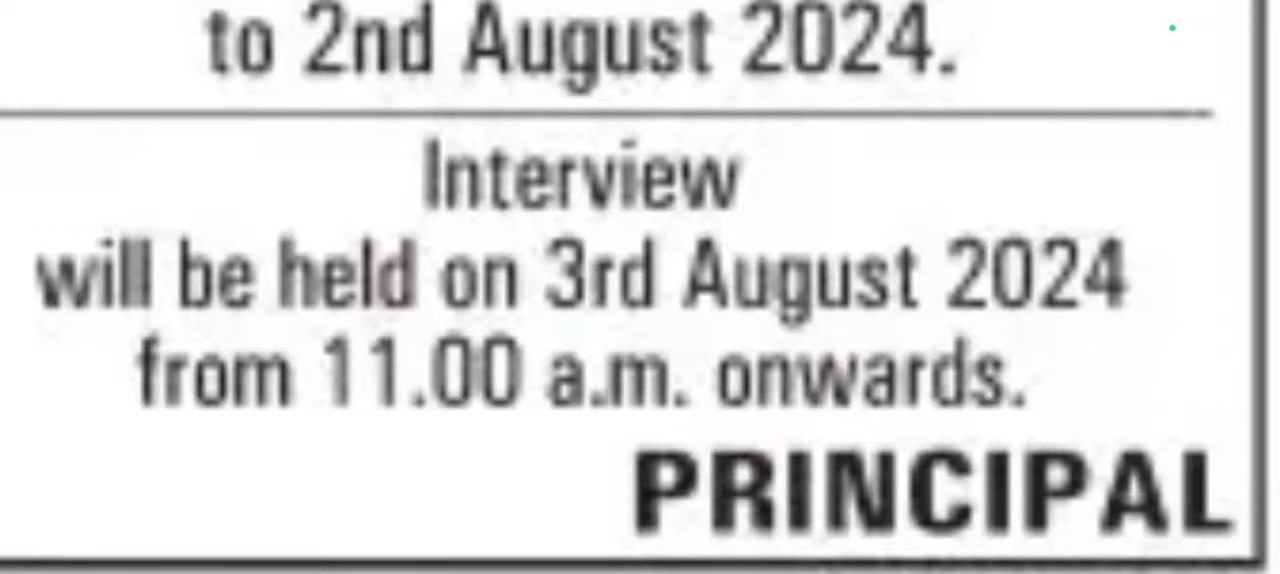 to 2nd August 2024.
Interview
will be held on 3rd August 2024
from 11.00 a.m. onwards.
PRINCIPAL